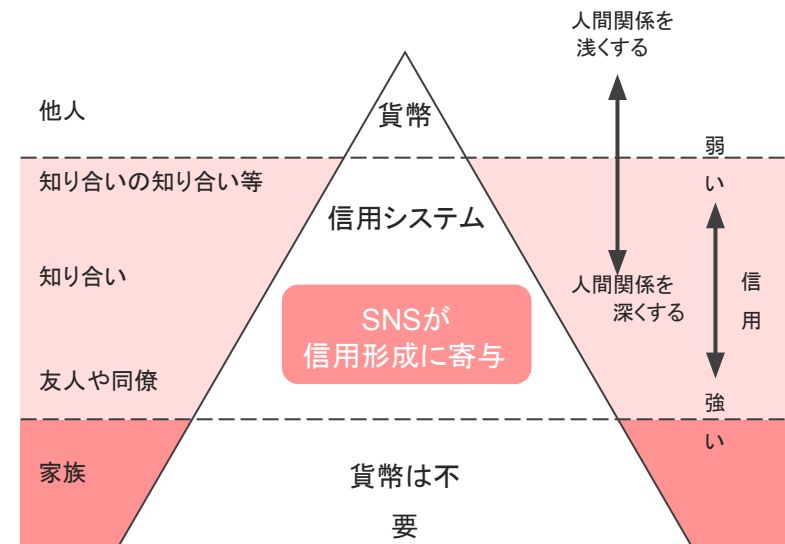 人間関係を
浅くする
他人
貨幣
弱
い
知り合いの知り合い等
信用システム
知り合い
人間関係を
深くする
信
用
SNSが
信用形成に寄与
友人や同僚
強
い
家族
貨幣は不
要